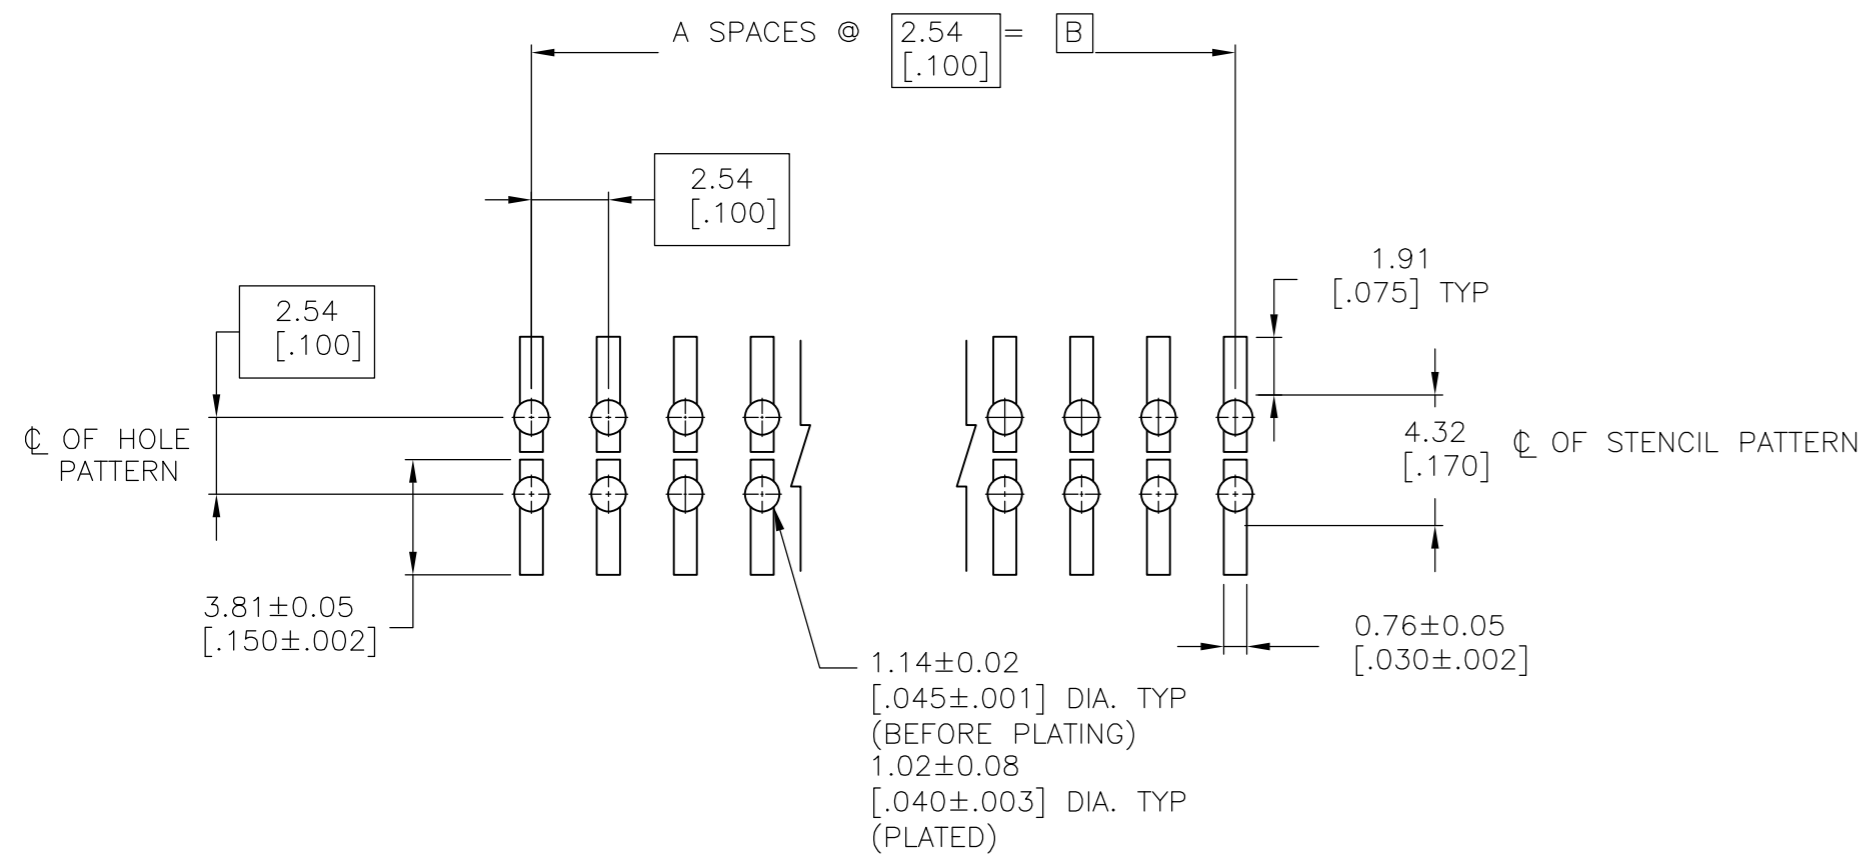 A SPACES @ 2.54 = B
[.100]
2.54
[.100]
1.91
[.075] TYP
2.54
[.100]
℄ OF HOLE
PATTERN
4.32
[.170]
℄ OF STENCIL PATTERN
3.81±0.05
[.150±.002]
0.76±0.05
[.030±.002]
1.14±0.02
[.045±.001] DIA. TYP
(BEFORE PLATING)
1.02±0.08
[.040±.003] DIA. TYP
(PLATED)